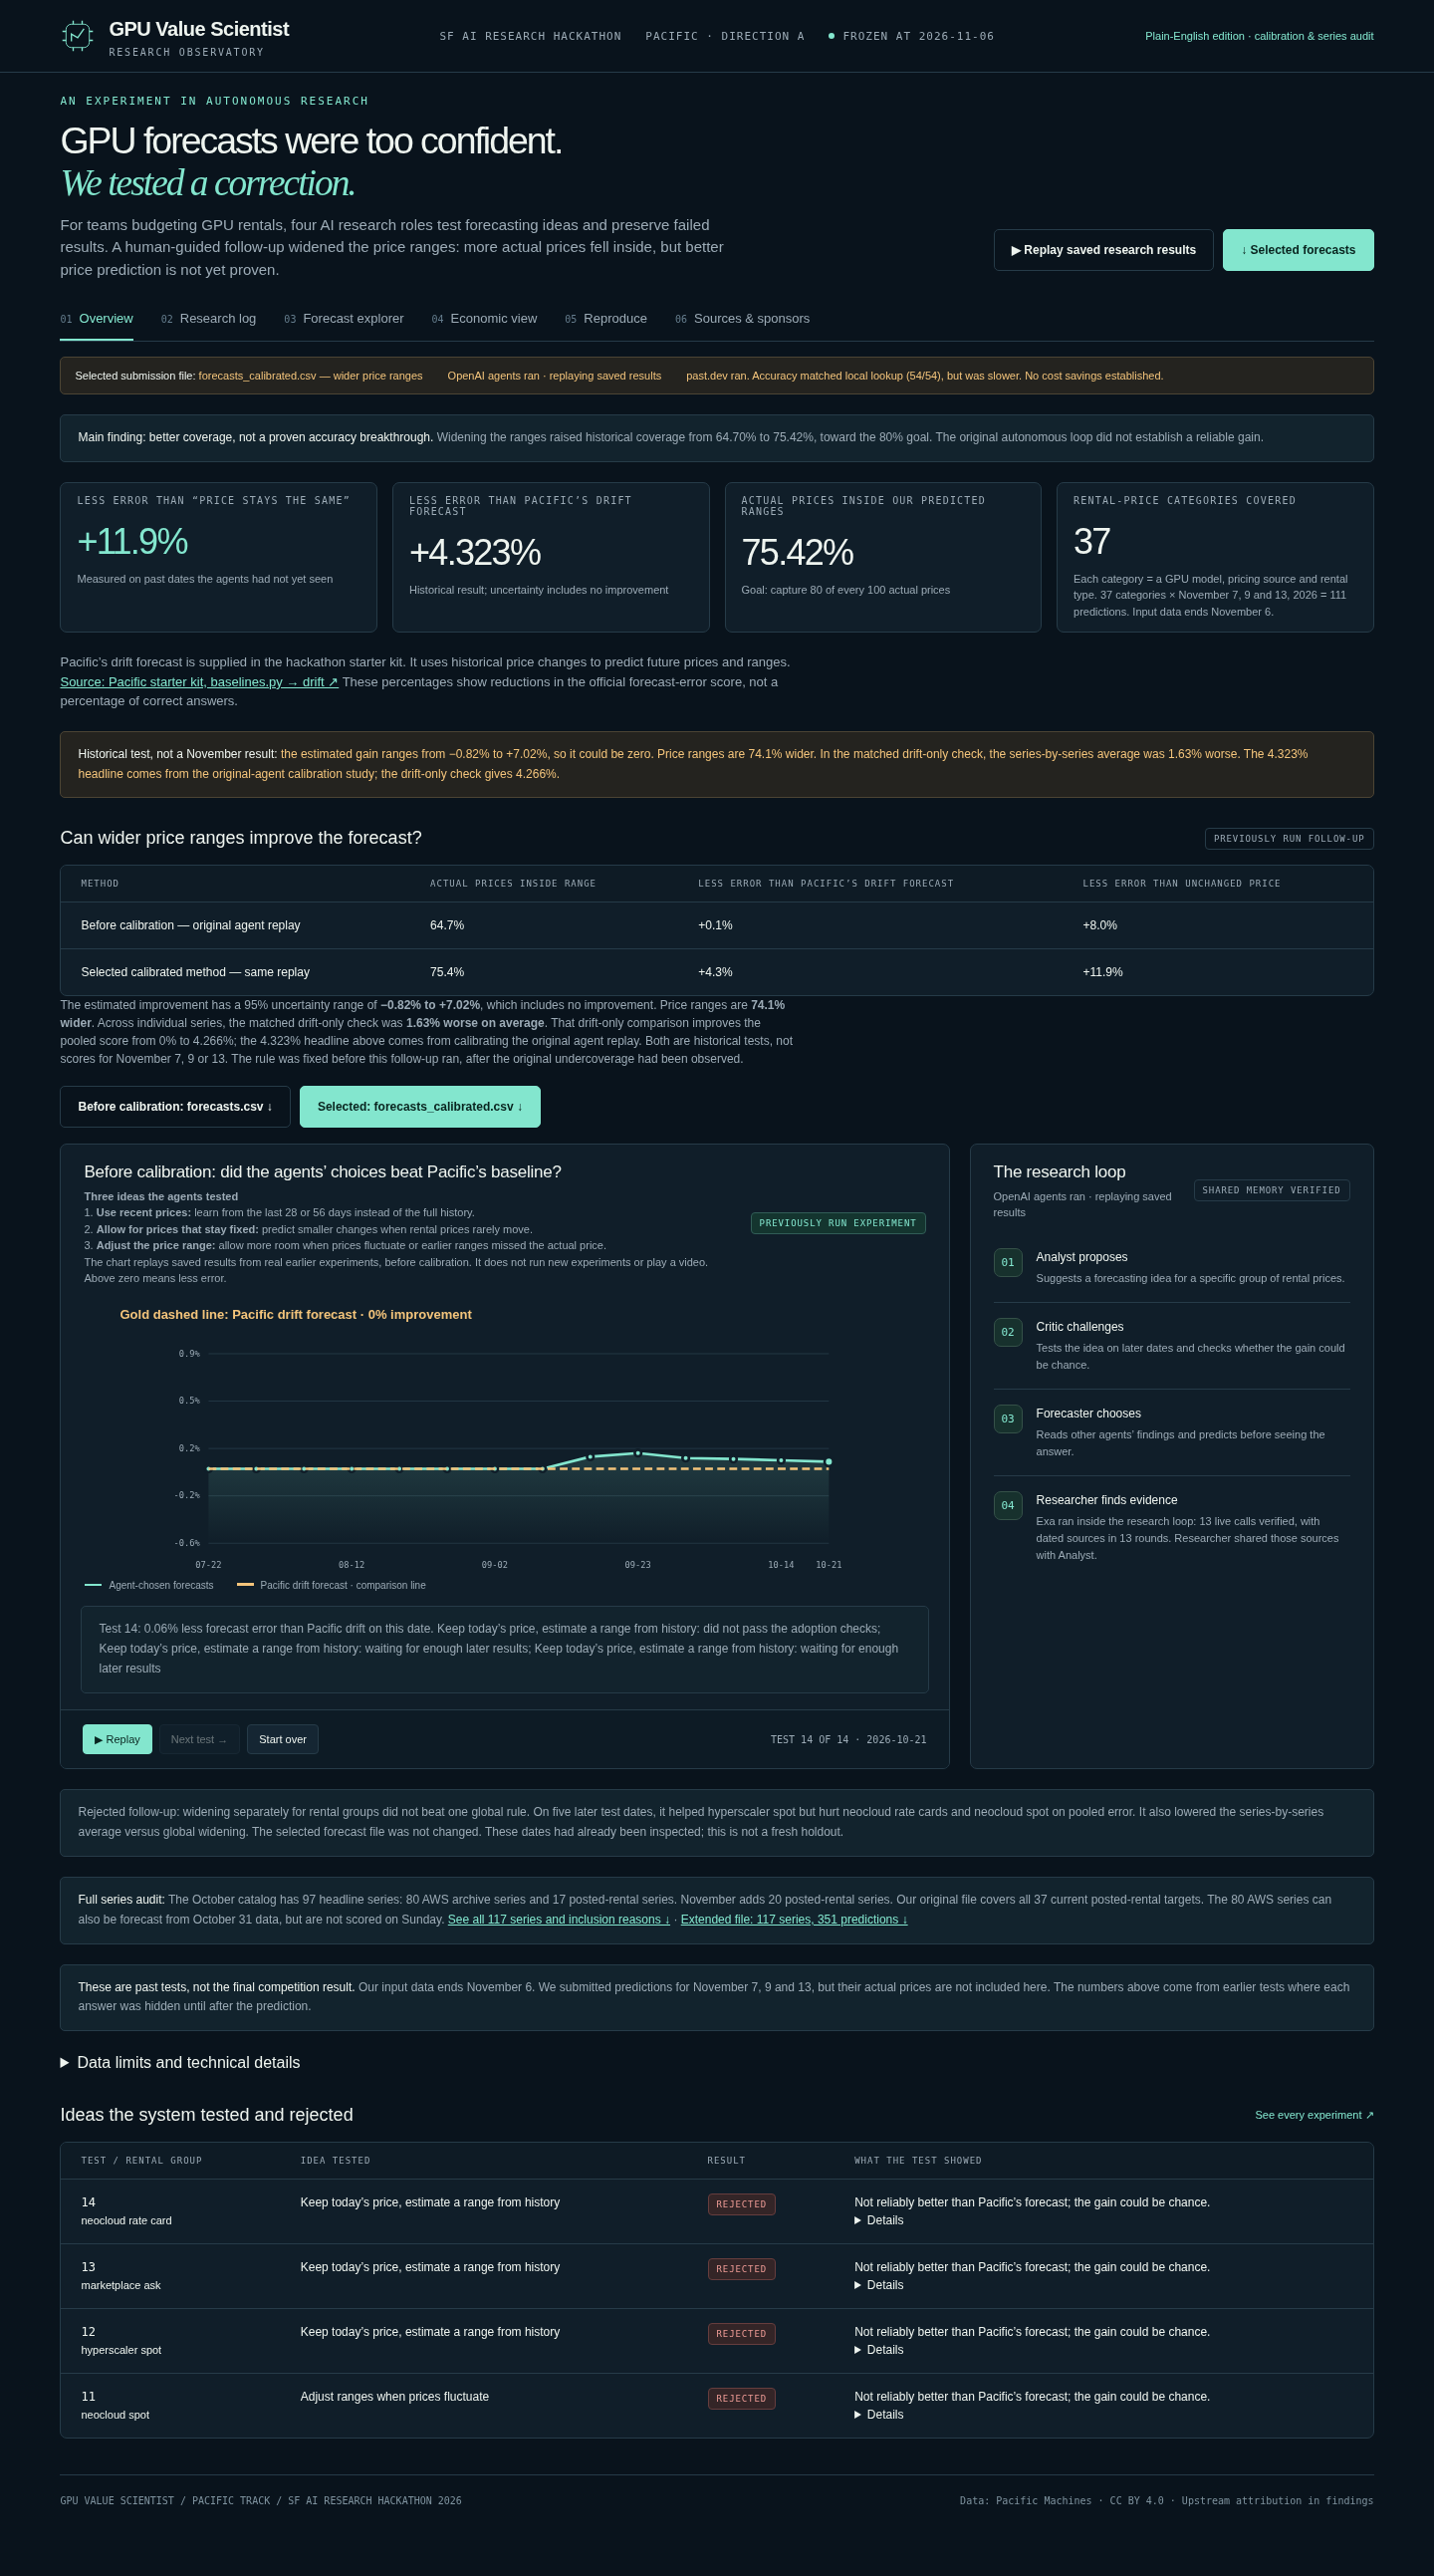 GPU Value Scientist
RESEARCH OBSERVATORY
SF AI RESEARCH HACKATHON PACIFIC · DIRECTION A FROZEN AT 2026-11-06
Plain-English edition · calibration & series audit
AN EXPERIMENT IN AUTONOMOUS RESEARCH
GPU forecasts were too confident.
We tested a correction.
For teams budgeting GPU rentals, four AI research roles test forecasting ideas and preserve failed
results. A human-guided follow-up widened the price ranges: more actual prices fell inside, but better
price prediction is not yet proven.
▶ Replay saved research results
↓ Selected forecasts
01 Overview 02 Research log 03 Forecast explorer 04 Economic view 05 Reproduce 06 Sources & sponsors
Selected submission file: forecasts_calibrated.csv — wider price ranges OpenAI agents ran · replaying saved results past.dev ran. Accuracy matched local lookup (54/54), but was slower. No cost savings established.
Main finding: better coverage, not a proven accuracy breakthrough. Widening the ranges raised historical coverage from 64.70% to 75.42%, toward the 80% goal. The original autonomous loop did not establish a reliable gain.
LESS ERROR THAN “PRICE STAYS THE SAME”
+11.9%
Measured on past dates the agents had not yet seen
LESS ERROR THAN PACIFIC’S DRIFT
FORECAST
+4.323%
Historical result; uncertainty includes no improvement
ACTUAL PRICES INSIDE OUR PREDICTED
RANGES
75.42%
Goal: capture 80 of every 100 actual prices
RENTAL-PRICE CATEGORIES COVERED
37
Each category = a GPU model, pricing source and rental
type. 37 categories × November 7, 9 and 13, 2026 = 111
predictions. Input data ends November 6.
Pacific’s drift forecast is supplied in the hackathon starter kit. It uses historical price changes to predict future prices and ranges.
Source: Pacific starter kit, baselines.py → drift ↗ These percentages show reductions in the official forecast-error score, not a
percentage of correct answers.
Historical test, not a November result: the estimated gain ranges from −0.82% to +7.02%, so it could be zero. Price ranges are 74.1% wider. In the matched drift-only check, the series-by-series average was 1.63% worse. The 4.323%
headline comes from the original-agent calibration study; the drift-only check gives 4.266%.
Can wider price ranges improve the forecast?
PREVIOUSLY RUN FOLLOW-UP
METHOD ACTUAL PRICES INSIDE RANGE LESS ERROR THAN PACIFIC’S DRIFT FORECAST LESS ERROR THAN UNCHANGED PRICE
Before calibration — original agent replay 64.7% +0.1% +8.0%
Selected calibrated method — same replay 75.4% +4.3% +11.9%
The estimated improvement has a 95% uncertainty range of −0.82% to +7.02%, which includes no improvement. Price ranges are 74.1%
wider. Across individual series, the matched drift-only check was 1.63% worse on average. That drift-only comparison improves the
pooled score from 0% to 4.266%; the 4.323% headline above comes from calibrating the original agent replay. Both are historical tests, not
scores for November 7, 9 or 13. The rule was fixed before this follow-up ran, after the original undercoverage had been observed.
Before calibration: forecasts.csv ↓
Selected: forecasts_calibrated.csv ↓
Before calibration: did the agents’ choices beat Pacific’s baseline?
Three ideas the agents tested
1. Use recent prices: learn from the last 28 or 56 days instead of the full history.
2. Allow for prices that stay fixed: predict smaller changes when rental prices rarely move.
3. Adjust the price range: allow more room when prices fluctuate or earlier ranges missed the actual price.
The chart replays saved results from real earlier experiments, before calibration. It does not run new experiments or play a video.
Above zero means less error.
PREVIOUSLY RUN EXPERIMENT
Gold dashed line: Pacific drift forecast · 0% improvement
0.9%
0.5%
0.2%
-0.2%
-0.6%
07-22 08-12 09-02 09-23 10-14 10-21
Agent-chosen forecasts Pacific drift forecast · comparison line
Test 14: 0.06% less forecast error than Pacific drift on this date. Keep today’s price, estimate a range from history: did not pass the adoption checks;
Keep today’s price, estimate a range from history: waiting for enough later results; Keep today’s price, estimate a range from history: waiting for enough
later results
▶ Replay Next test → Start over
TEST 14 OF 14 · 2026-10-21
The research loop
OpenAI agents ran · replaying saved
results
SHARED MEMORY VERIFIED
01 Analyst proposes
Suggests a forecasting idea for a specific group of rental prices.
02 Critic challenges
Tests the idea on later dates and checks whether the gain could
be chance.
03 Forecaster chooses
Reads other agents’ findings and predicts before seeing the
answer.
04 Researcher finds evidence
Exa ran inside the research loop: 13 live calls verified, with
dated sources in 13 rounds. Researcher shared those sources
with Analyst.
Rejected follow-up: widening separately for rental groups did not beat one global rule. On five later test dates, it helped hyperscaler spot but hurt neocloud rate cards and neocloud spot on pooled error. It also lowered the series-by-series
average versus global widening. The selected forecast file was not changed. These dates had already been inspected; this is not a fresh holdout.
Full series audit: The October catalog has 97 headline series: 80 AWS archive series and 17 posted-rental series. November adds 20 posted-rental series. Our original file covers all 37 current posted-rental targets. The 80 AWS series can
also be forecast from October 31 data, but are not scored on Sunday. See all 117 series and inclusion reasons ↓ · Extended file: 117 series, 351 predictions ↓
These are past tests, not the final competition result. Our input data ends November 6. We submitted predictions for November 7, 9 and 13, but their actual prices are not included here. The numbers above come from earlier tests where each
answer was hidden until after the prediction.
▶ Data limits and technical details
Ideas the system tested and rejected
See every experiment ↗
TEST / RENTAL GROUP IDEA TESTED RESULT WHAT THE TEST SHOWED
14 Keep today’s price, estimate a range from history REJECTED Not reliably better than Pacific’s forecast; the gain could be chance.
neocloud rate card ▶ Details
13 Keep today’s price, estimate a range from history REJECTED Not reliably better than Pacific’s forecast; the gain could be chance.
marketplace ask ▶ Details
12 Keep today’s price, estimate a range from history REJECTED Not reliably better than Pacific’s forecast; the gain could be chance.
hyperscaler spot ▶ Details
11 Adjust ranges when prices fluctuate REJECTED Not reliably better than Pacific’s forecast; the gain could be chance.
neocloud spot ▶ Details
GPU VALUE SCIENTIST / PACIFIC TRACK / SF AI RESEARCH HACKATHON 2026
Data: Pacific Machines · CC BY 4.0 · Upstream attribution in findings